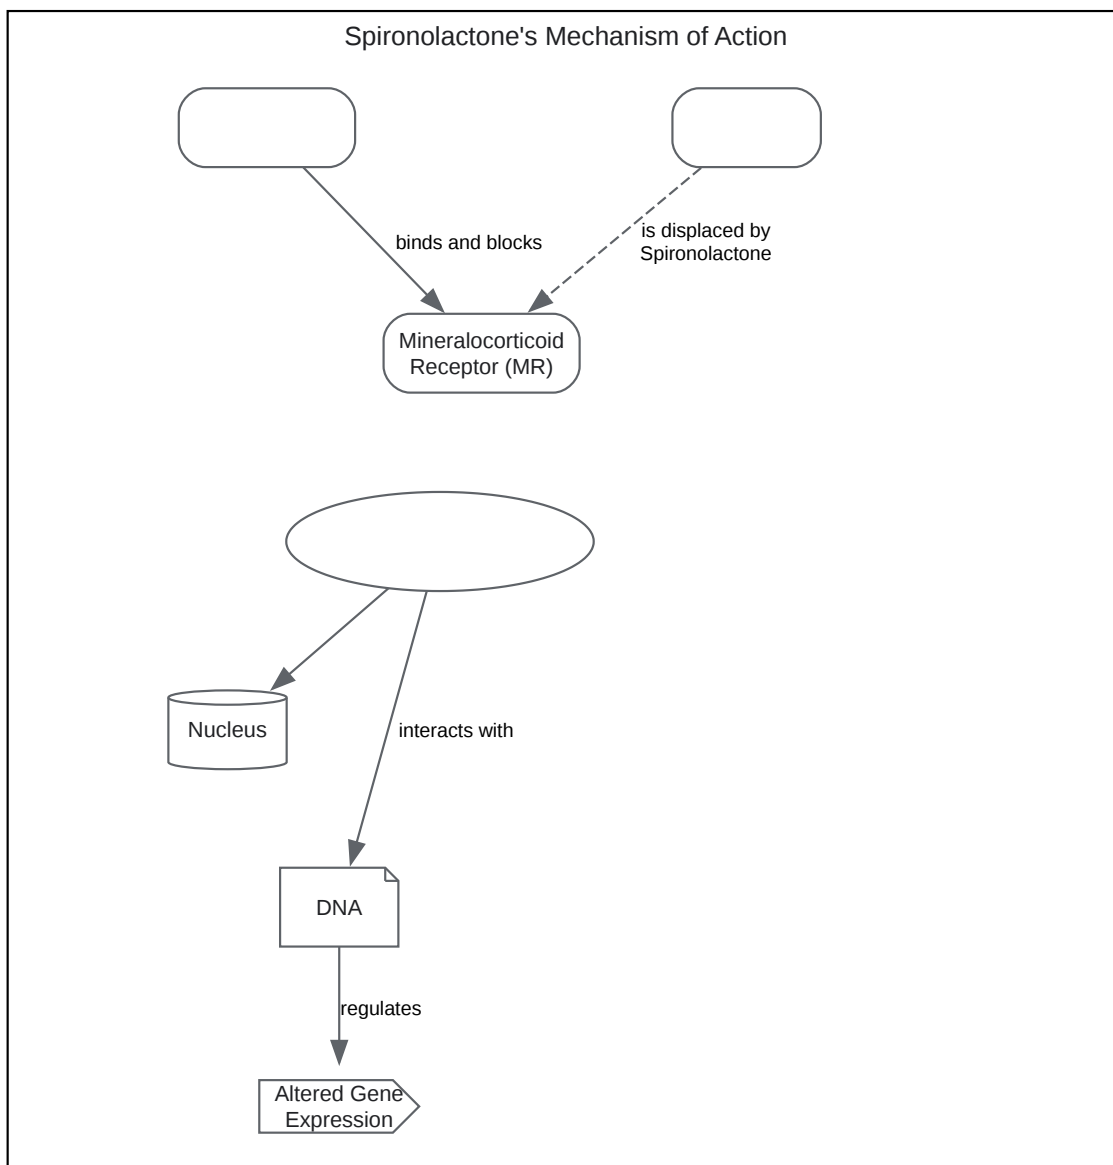 Spironolactone's Mechanism of Action
binds and blocks
is displaced by
Spironolactone
Mineralocorticoid
Receptor (MR)
Nucleus
interacts with
DNA
regulates
Altered Gene
Expression